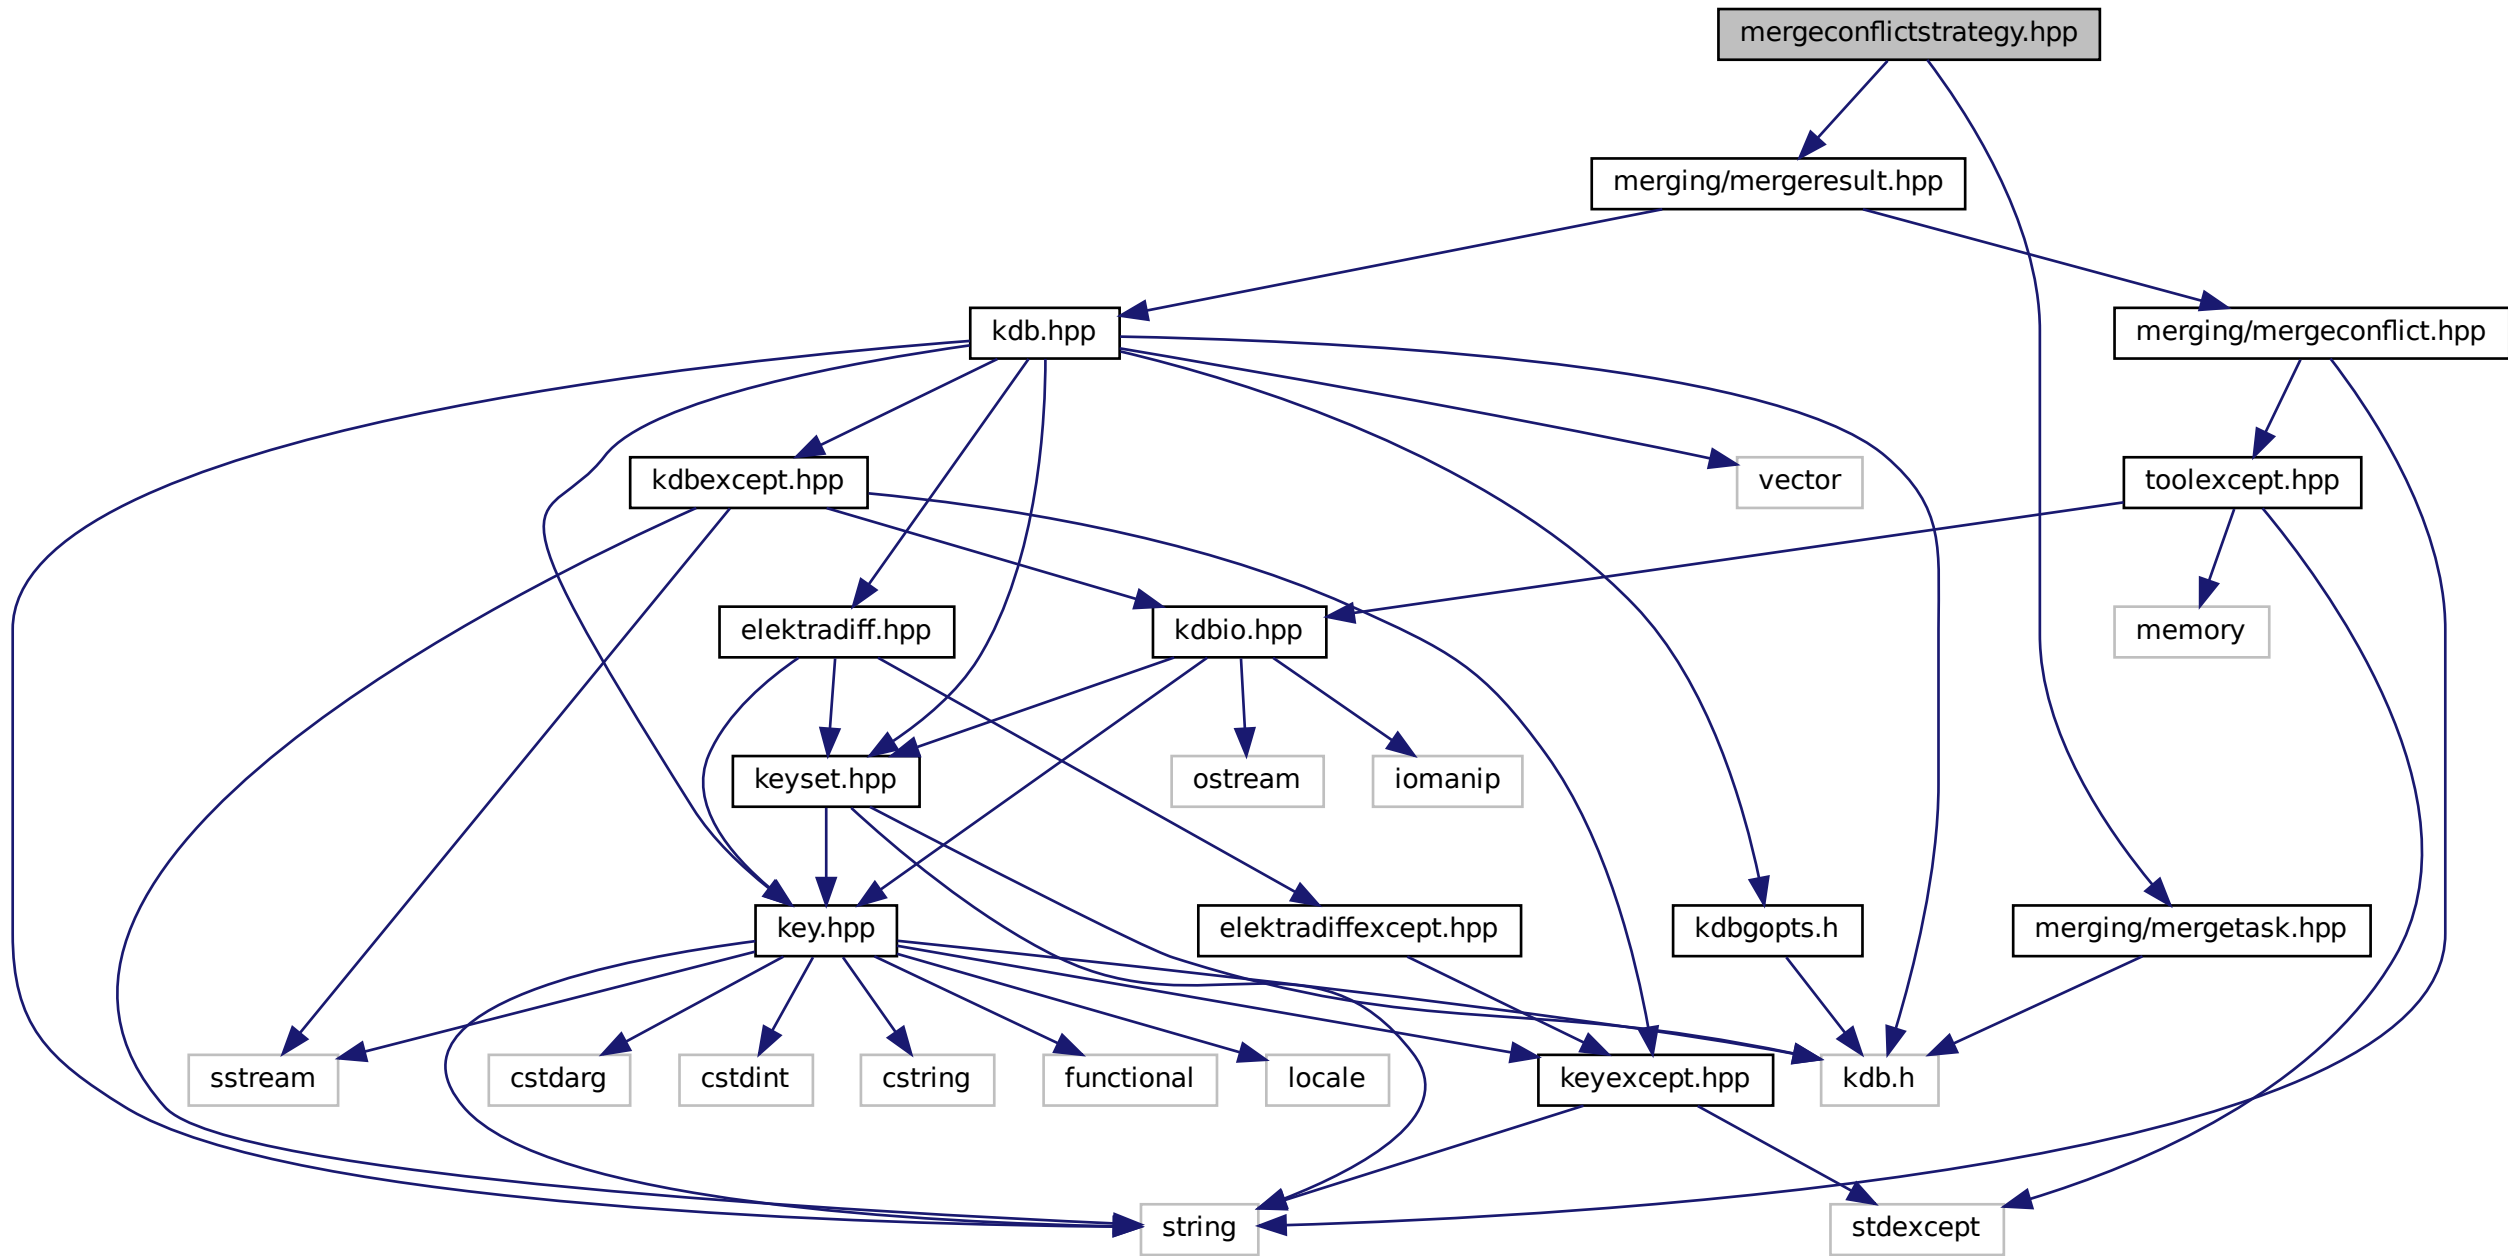 mergeconflictstrategy.hpp
merging/mergeresult.hpp
kdb.hpp
merging/mergeconflict.hpp
kdbexcept.hpp
vector
toolexcept.hpp
elektradiff.hpp
kdbio.hpp
memory
keyset.hpp
ostream
iomanip
key.hpp
elektradiffexcept.hpp
kdbgopts.h
merging/mergetask.hpp
sstream
cstdarg
cstdint
cstring
functional
locale
keyexcept.hpp
kdb.h
string
stdexcept